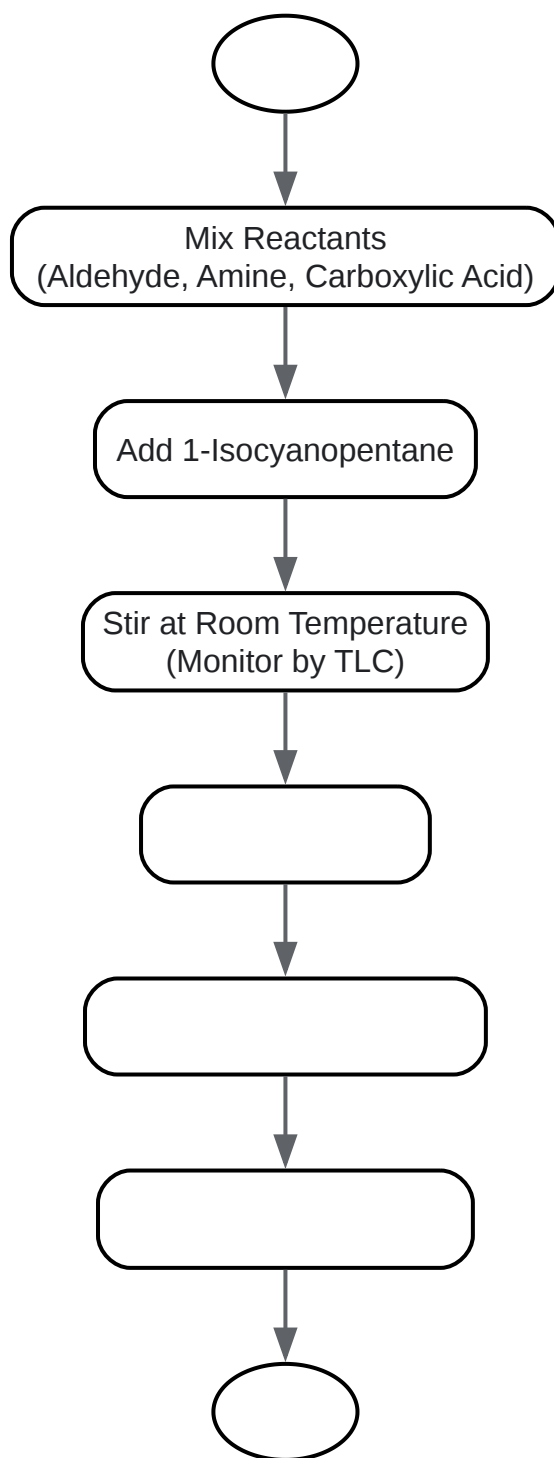 Mix Reactants
(Aldehyde, Amine, Carboxylic Acid)
Add 1-Isocyanopentane
Stir at Room Temperature
(Monitor by TLC)